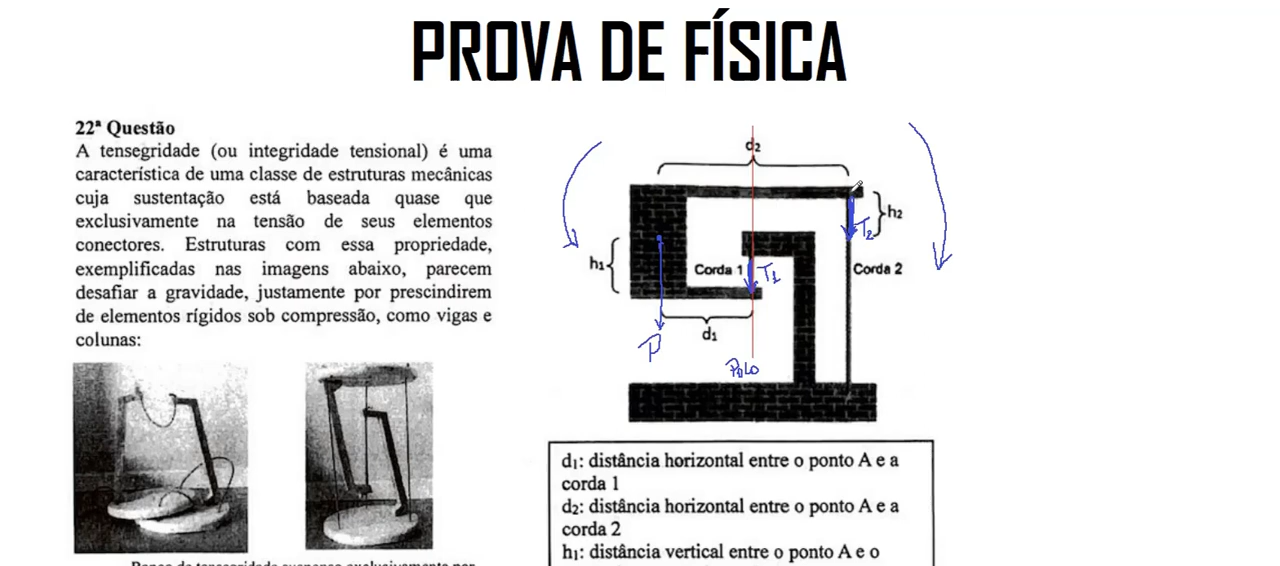 PROVA DE FÍSICA
22ª Questão
A tensegridade (ou integridade tensional) é uma
característica de uma classe de estruturas mecânicas
cuja sustentação está baseada quase que
exclusivamente na tensão de seus elementos
conectores. Estruturas com essa propriedade,
exemplificadas nas imagens abaixo, parecem
desafiar a gravidade, justamente por prescindirem
de elementos rígidos sob compressão, como vigas e
colunas:
d₂
h₂
T₂
h₁
Corda 1
T₁
Corda 2
d₁
P
POLO
d₁: distância horizontal entre o ponto A e a
corda 1
d₂: distância horizontal entre o ponto A e a
corda 2
h₁: distância vertical entre o ponto A e o